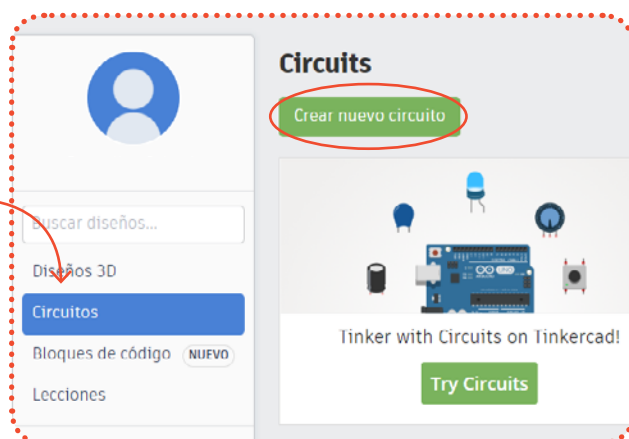 Buscar diseños...
Diseños 3D
Circuitos
Bloques de código NUEVO
Lecciones
Circuits
Crear nuevo circuito
Tinker with Circuits on Tinkercad!
Try Circuits